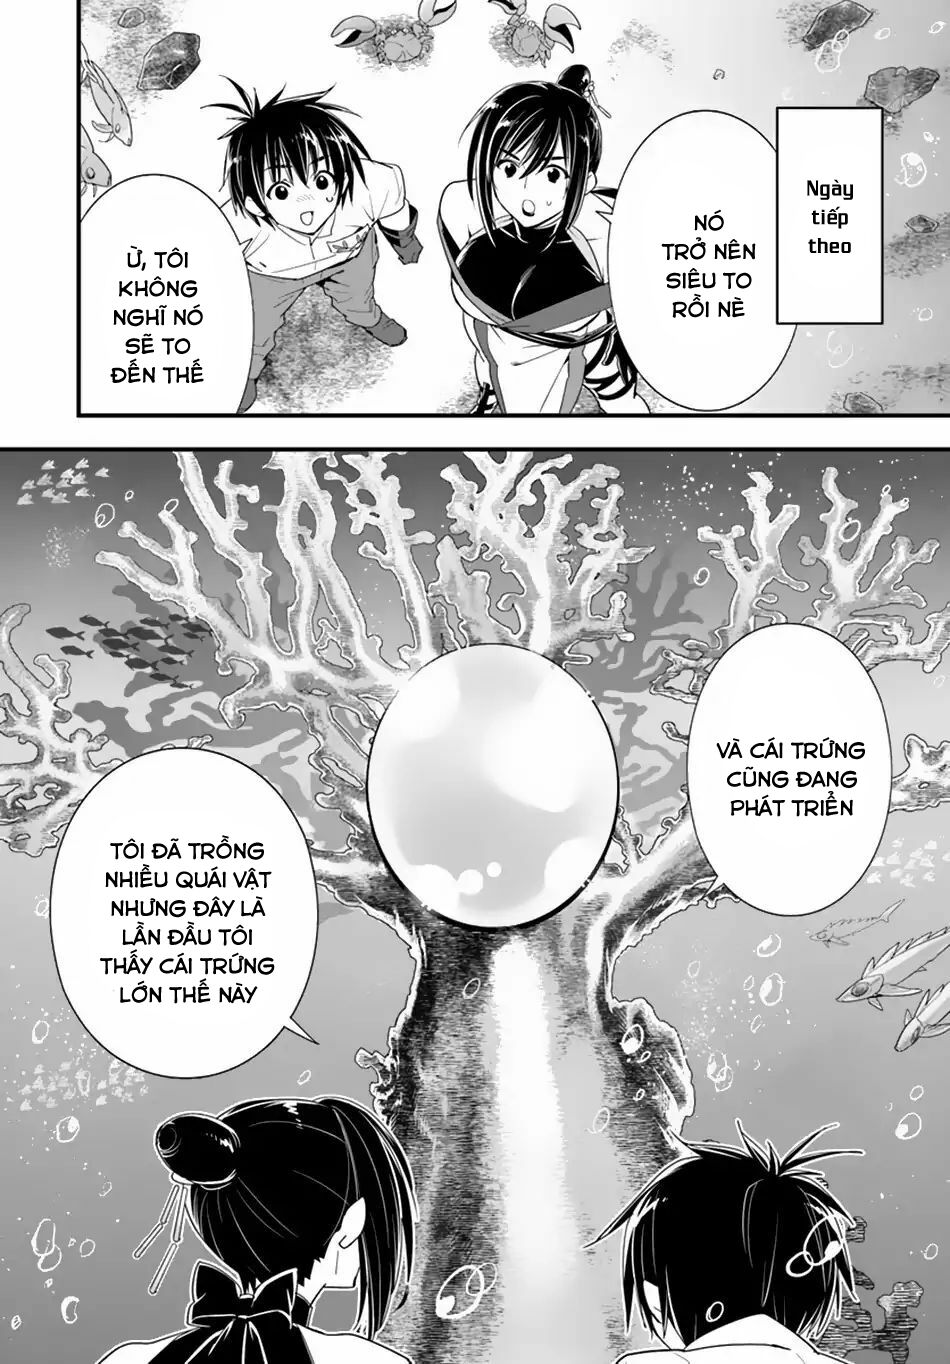 Ngày
tiếp
theo
NÓ
TRỞ NÊN
SIÊU TO
RỒI NÈ
Ừ, TÔI
KHÔNG
NGHĨ NÓ
SẼ TO
ĐẾN THẾ
VÀ CÁI TRỨNG
CŨNG ĐANG
PHÁT TRIỂN
TÔI ĐÃ TRỒNG
NHIỀU QUÁI VẬT
NHƯNG ĐÂY LÀ
LẦN ĐẦU TÔI
THẤY CÁI TRỨNG
LỚN THẾ NÀY